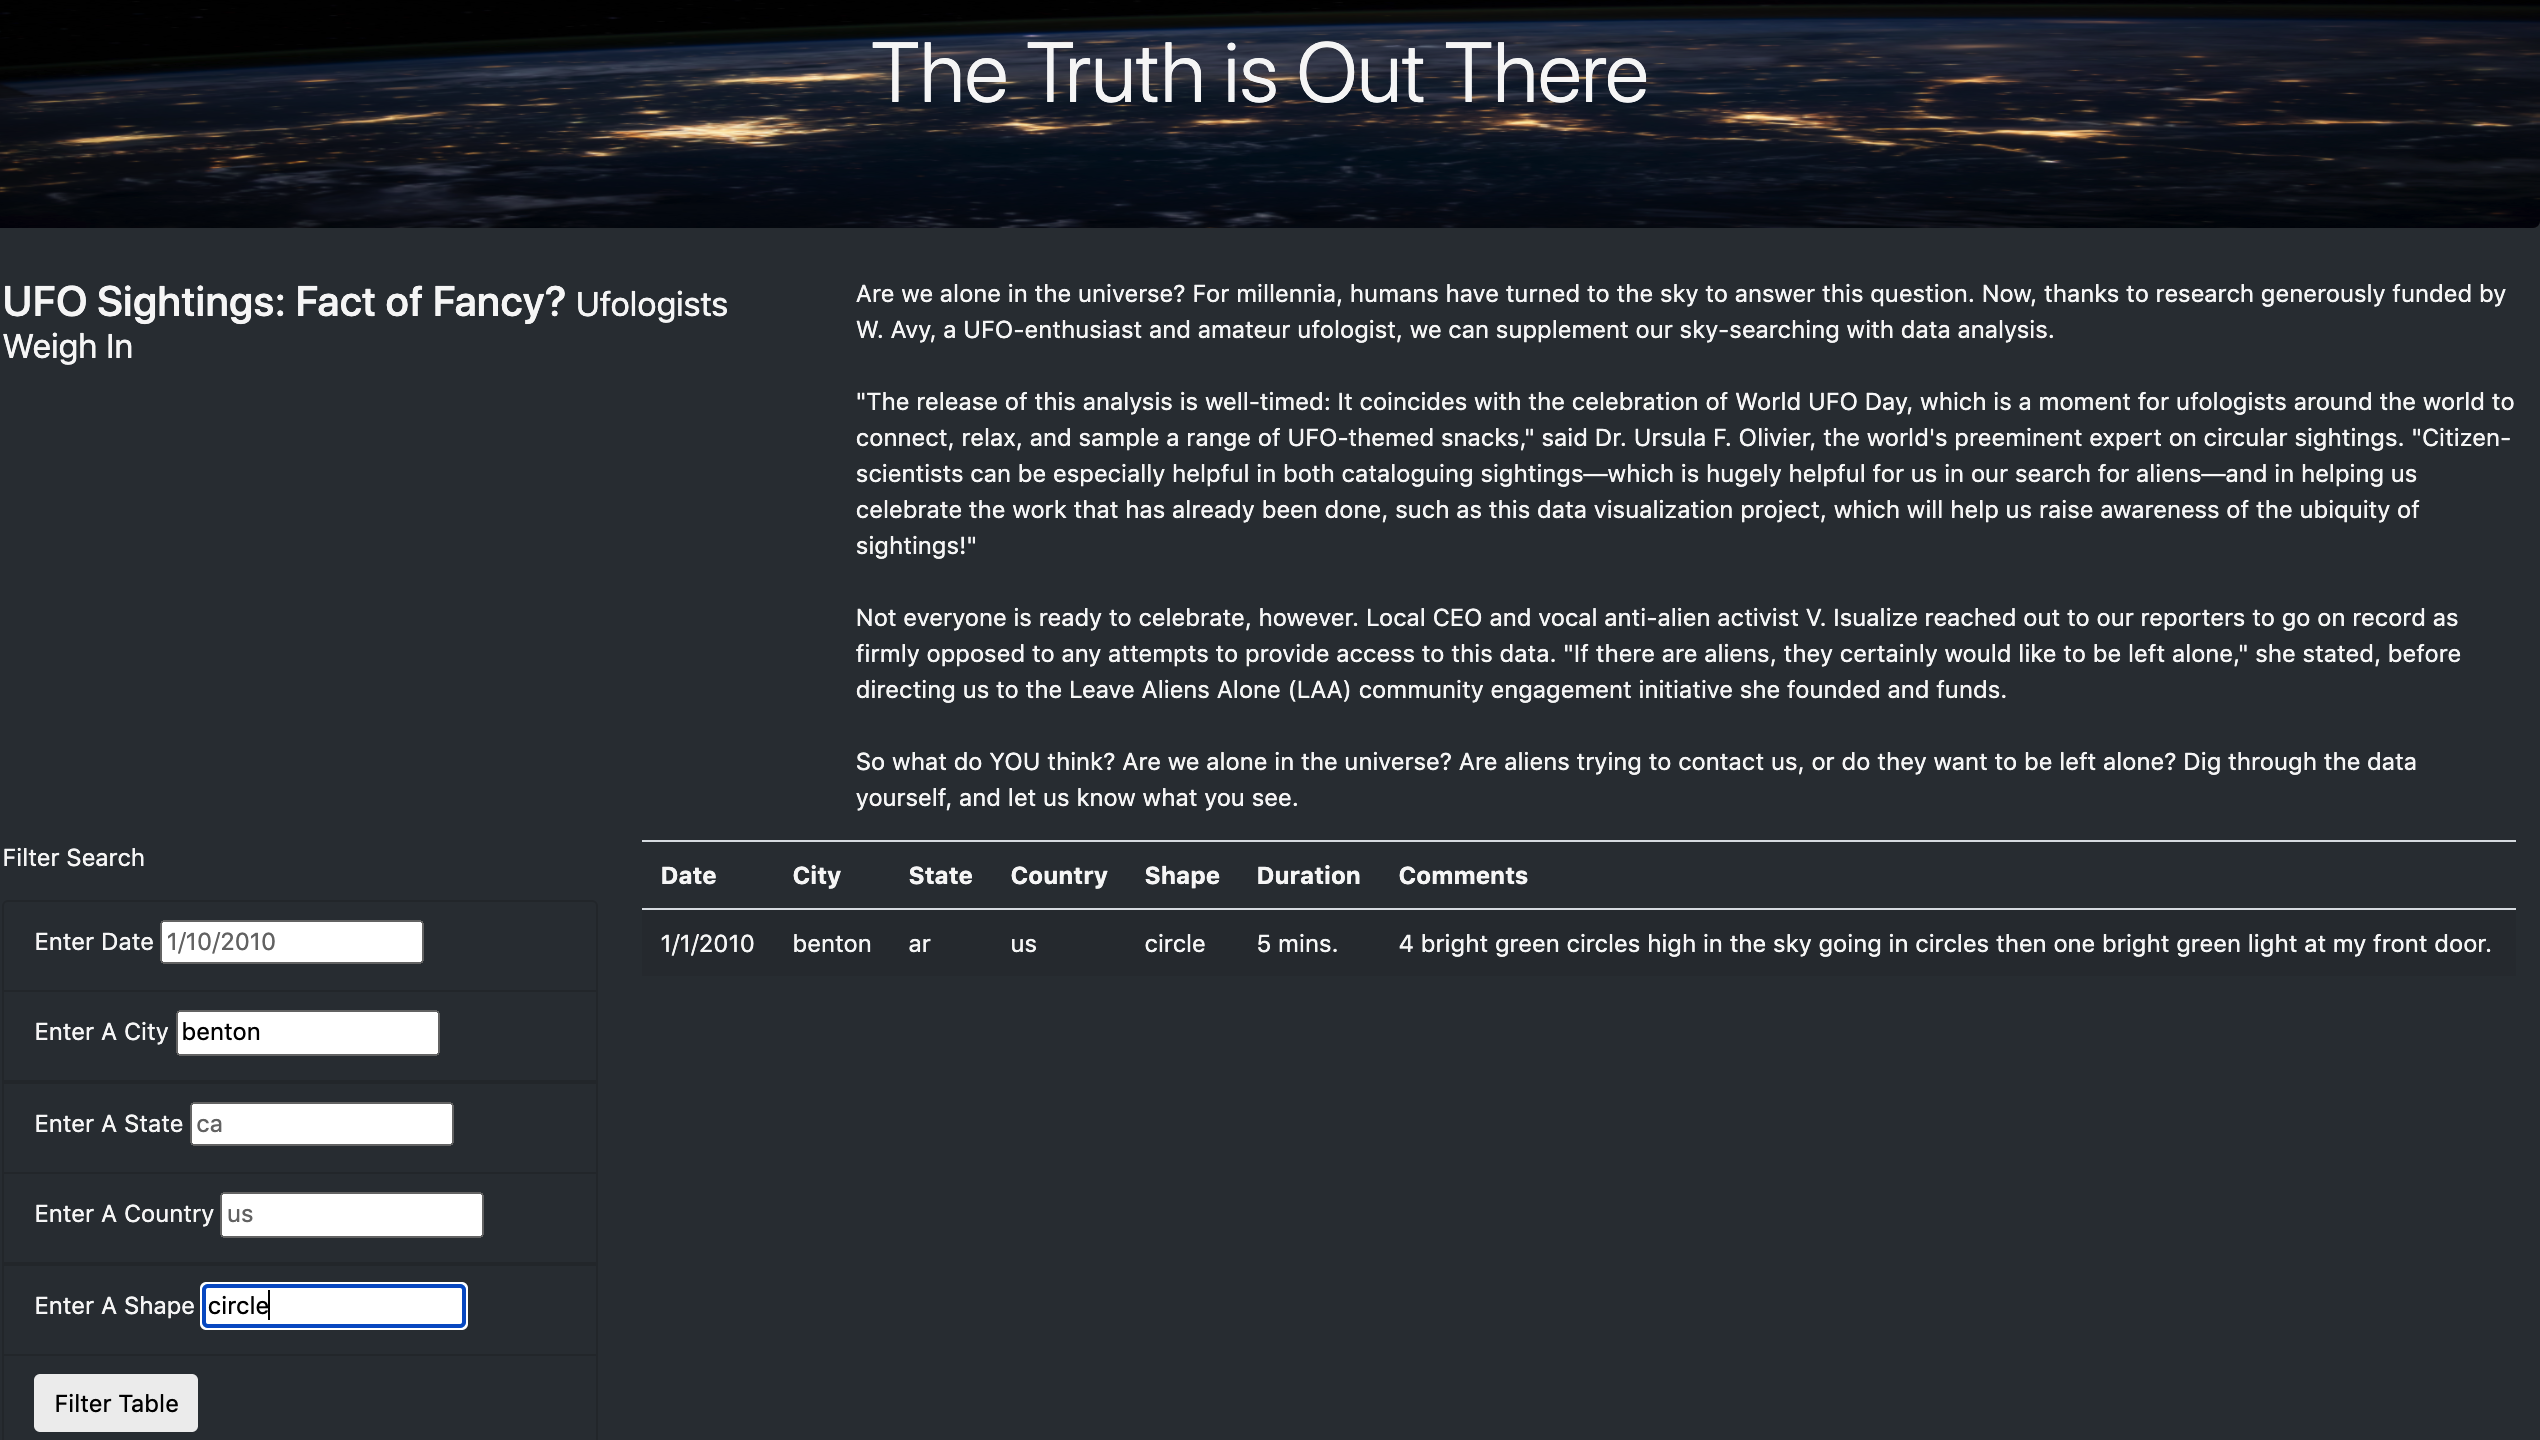 The Truth is Out There
UFO Sightings: Fact of Fancy? Ufologists
Weigh In
Are we alone in the universe? For millennia, humans have turned to the sky to answer this question. Now, thanks to research generously funded by
W. Avy, a UFO-enthusiast and amateur ufologist, we can supplement our sky-searching with data analysis.
"The release of this analysis is well-timed: It coincides with the celebration of World UFO Day, which is a moment for ufologists around the world to
connect, relax, and sample a range of UFO-themed snacks," said Dr. Ursula F. Olivier, the world's preeminent expert on circular sightings. "Citizen-
scientists can be especially helpful in both cataloguing sightings—which is hugely helpful for us in our search for aliens—and in helping us
celebrate the work that has already been done, such as this data visualization project, which will help us raise awareness of the ubiquity of
sightings!"
Not everyone is ready to celebrate, however. Local CEO and vocal anti-alien activist V. Isualize reached out to our reporters to go on record as
firmly opposed to any attempts to provide access to this data. "If there are aliens, they certainly would like to be left alone," she stated, before
directing us to the Leave Aliens Alone (LAA) community engagement initiative she founded and funds.
So what do YOU think? Are we alone in the universe? Are aliens trying to contact us, or do they want to be left alone? Dig through the data
yourself, and let us know what you see.
Filter Search
Enter Date 1/10/2010
Enter A City benton
Enter A State ca
Enter A Country us
Enter A Shape circle
Filter Table
Date City State Country Shape Duration Comments
1/1/2010 benton ar us circle 5 mins. 4 bright green circles high in the sky going in circles then one bright green light at my front door.